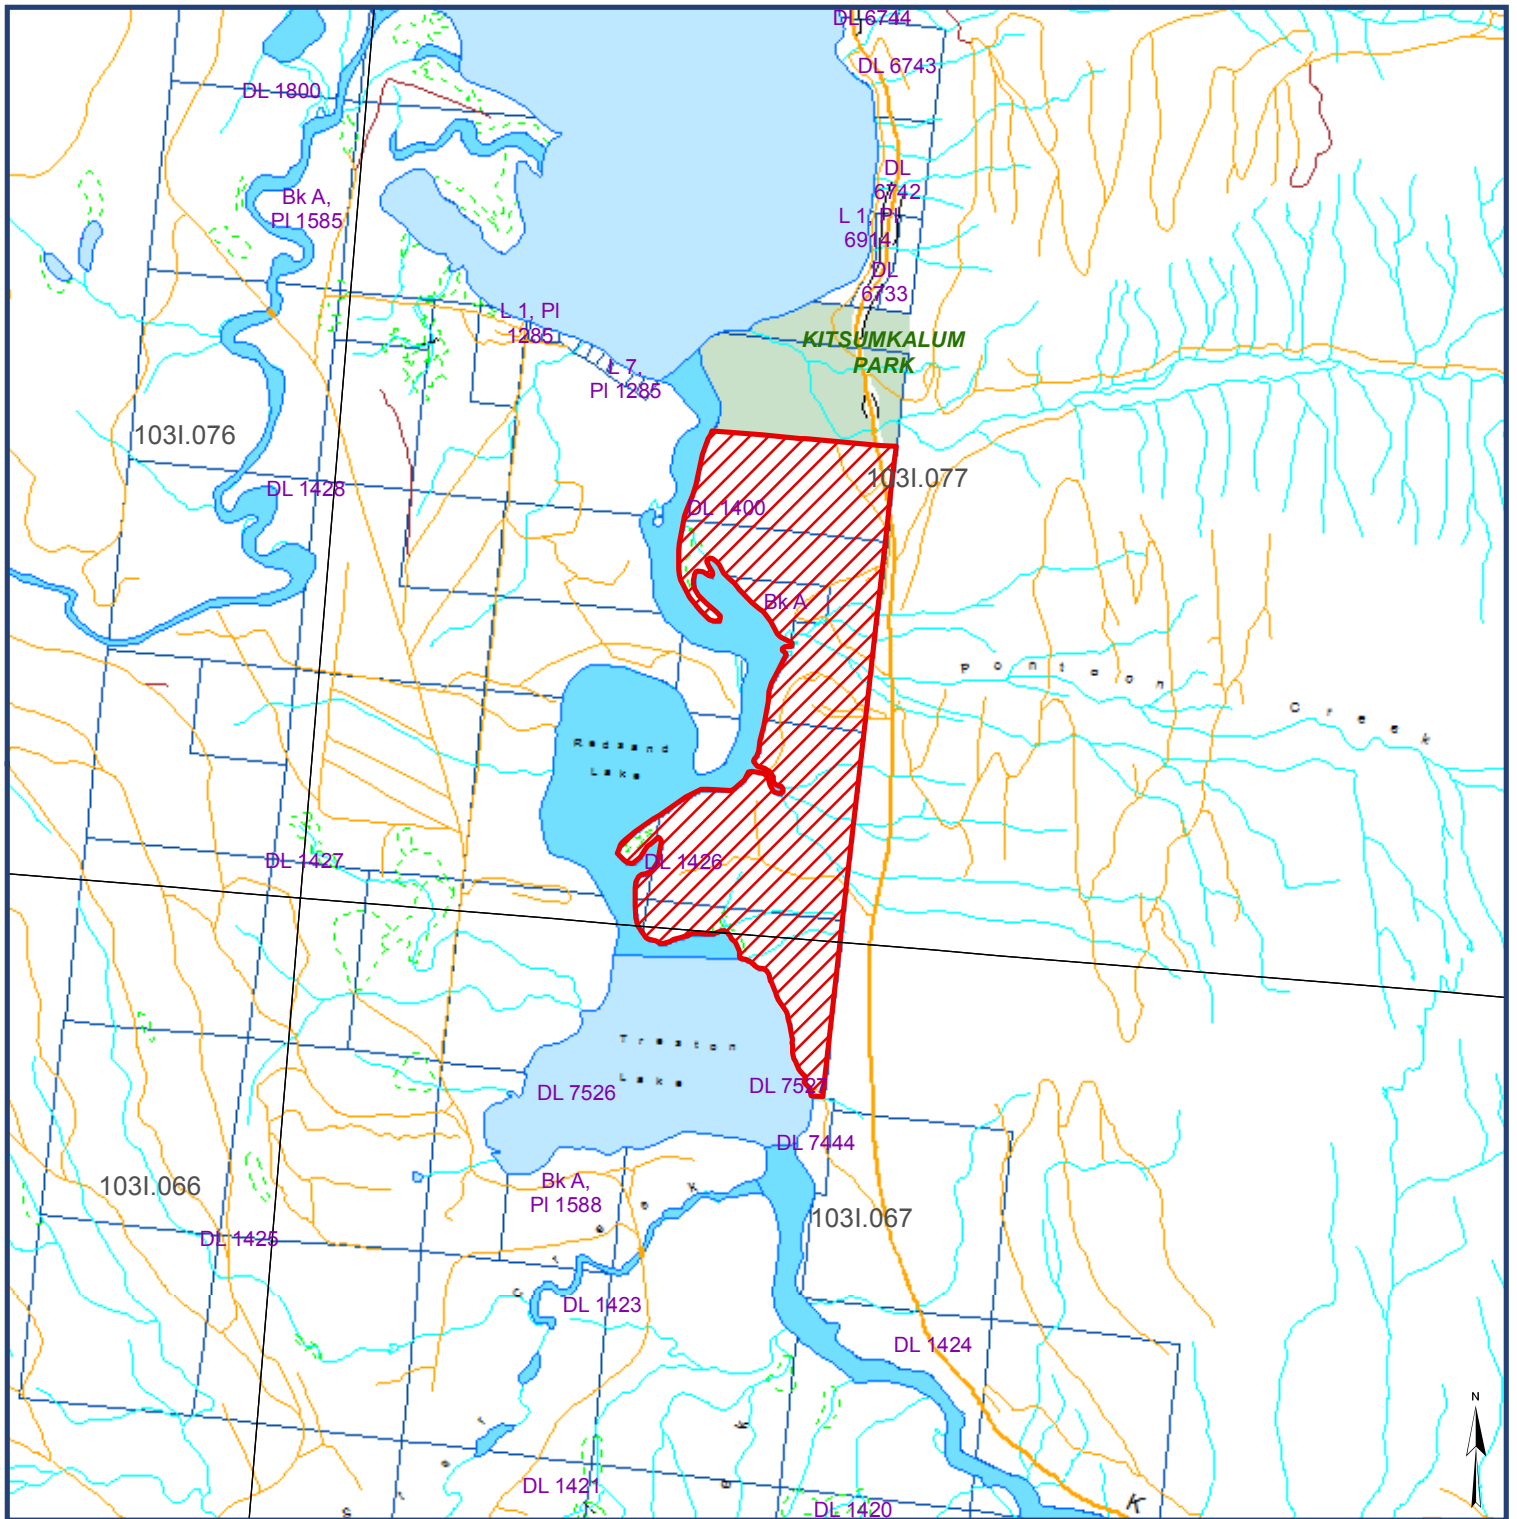 DL 6744
DL 6743
DL 1800
DL
6742
Bk A,
Pl 1585
L 1, Pl
6914
DL
6733
L 1, Pl
1285
KITSUMKALUM
PARK
L 7,
Pl 1285
103I.076
103I.077
DL 1428
DL 1400
Bk A
Pontoon
Creek
Redsand
Lake
DL 1427
DL 1426
Treston
Lake
DL 7526
DL 7527
DL 7444
Bk A,
Pl 1588
103I.066
103I.067
Creek
DL 1425
DL 1423
DL 1424
N
DL 1421
DL 1420
K